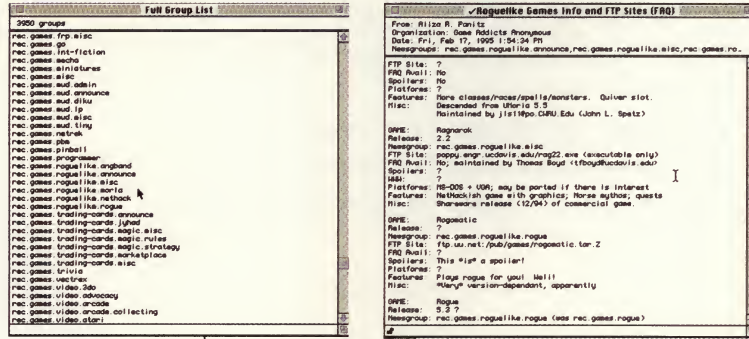 Full Group List
3950 groups
rec.games.frp.misc
rec.games.go
rec.games.int-fiction
rec.games.mecha
rec.games.miniatures
rec.games.misc
rec.games.mud.admin
rec.games.mud.announce
rec.games.mud.diku
rec.games.mud.lp
rec.games.mud.misc
rec.games.mud.tiny
rec.games.netrek
rec.games.pbm
rec.games.pinball
rec.games.programmer
rec.games.roguelike.angband
rec.games.roguelike.announce
rec.games.roguelike.misc
rec.games.roguelike.moria
rec.games.roguelike.nethack
rec.games.roguelike.rogue
rec.games.trading-cards.announce
rec.games.trading-cards.jyhad
rec.games.trading-cards.magic.misc
rec.games.trading-cards.magic.rules
rec.games.trading-cards.magic.strategy
rec.games.trading-cards.marketplace
rec.games.trading-cards.misc
rec.games.trivia
rec.games.vectrex
rec.games.video.3do
rec.games.video.advocacy
rec.games.video.arcade
rec.games.video.arcade.collecting
rec.games.video.atari
✓Roguelike Games Info and FTP Sites (FAQ)
From: Aliza R. Panitz
Organization: Game Addicts Anonymous
Date: Fri, Feb 17, 1995 1:54:34 PM
Newsgroups: rec.games.roguelike.announce,rec.games.roguelike.misc,rec.games.ro…
FTP Site: ?
FAQ Avail: No
Spoilers: No
Platforms: ?
Features: More classes/races/spells/monsters. Quiver slot.
Misc: Descended from UMoria 5.5
Maintained by jls11@po.CWRU.Edu (John L. Spetz)
GAME: Ragnarok
Release: 2.2
Newsgroup: rec.games.roguelike.misc
FTP Site: poppy.engr.ucdavis.edu/rag22.exe (executable only)
FAQ Avail: No; maintained by Thomas Boyd <tfboyd@ucdavis.edu>
Spoilers: ?
WWW: ?
Platforms: MS-DOS + VGA; may be ported if there is interest
Features: NetHackish game with graphics; Norse mythos; quests
Misc: Shareware release (12/94) of commercial game.
GAME: Rogomatic
Release: ?
Newsgroup: rec.games.roguelike.rogue
FTP Site: ftp.uu.net:/pub/games/rogomatic.tar.Z
FAQ Avail: ?
Spoilers: This *is* a spoiler!
Platforms: ?
Features Plays rogue for you! Well!
Misc: *Very* version-dependant, apparently
GAME: Rogue
Release: 5.3 ?
Newsgroup: rec.games.roguelike.rogue (was rec.games.rogue)